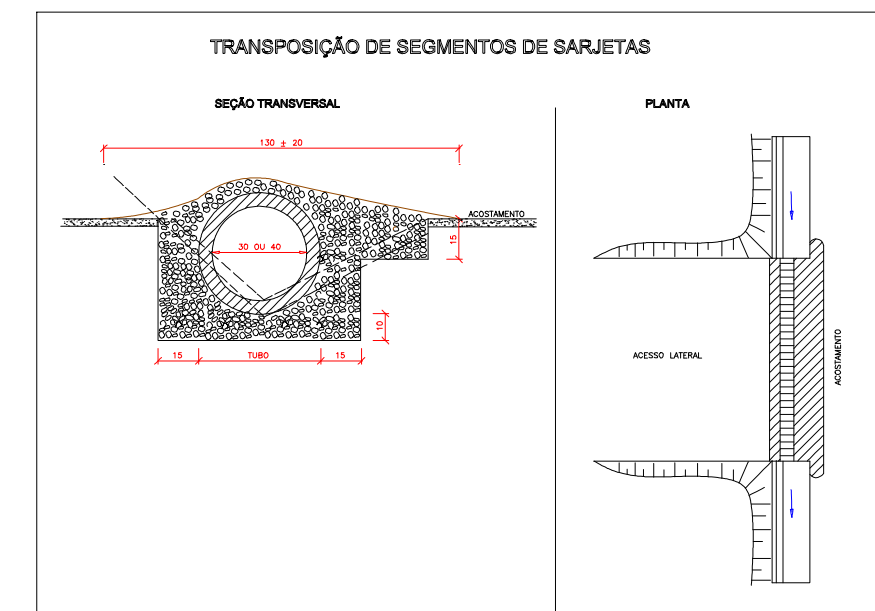 TRANSPOSIÇÃO DE SEGMENTOS DE SARJETAS
SEÇÃO TRANSVERSAL
PLANTA
130 ± 20
ACOSTAMENTO
15
30 OU 40
10
15
TUBO
15
ACESSO LATERAL
ACOSTAMENTO